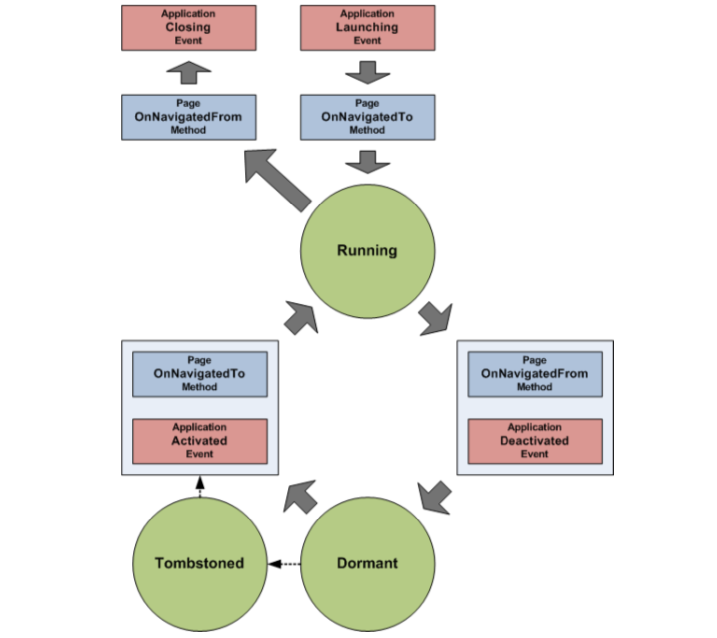 Application
Closing
Event
Application
Launching
Event
Page
OnNavigatedFrom
Method
Page
OnNavigatedTo
Method
Running
Page
OnNavigatedTo
Method
Application
Activated
Event
Page
OnNavigatedFrom
Method
Application
Deactivated
Event
Tombstoned
Dormant